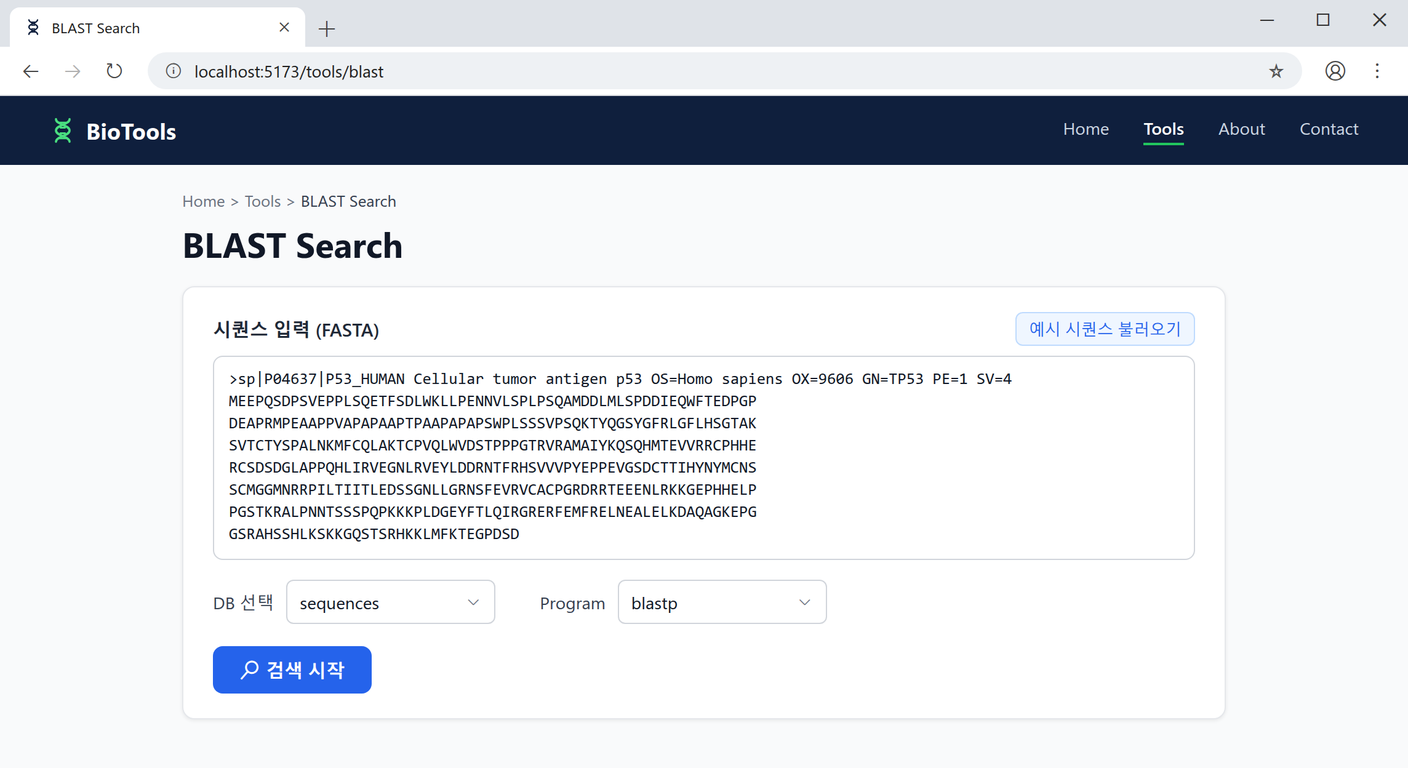 BLAST Search
localhost:5173/tools/blast
BioTools
Home Tools About Contact
Home > Tools > BLAST Search
BLAST Search
시퀀스 입력 (FASTA)
예시 시퀀스 불러오기
>sp|P04637|P53_HUMAN Cellular tumor antigen p53 OS=Homo sapiens OX=9606 GN=TP53 PE=1 SV=4
MEEPQSDPSVEPPLSQETFSDLWKLLPENNVLSPLPSQAMDDLMLSPDDIEQWFTEDPGP
DEAPRMPEAAPPVAPAPAAPTPAAPAPAPSWPLSSSVPSQKTYQGSYGFRLGFLHSGTAK
SVTCTYSPALNKMFCQLAKTCPVQLWVDSTPPPGTRVRAMAIYKQSQHMTEVVRRCPHHE
RCSDSDGLAPPQHLIRVEGNLRVEYLDDRNTFRHSVVVPYEPPEVGSDCTTIHYNYMCNS
SCMGGMNRRPILTIITLEDSSGNLLGRNSFEVRVCACPGRDRRTEEENLRKKGEPHHELP
PGSTKRALPNNTSSSPQPKKKPLDGEYFTLQIRGRERFEMFRELNEALELKDAQAGKEPG
GSRAHSSHLKSKKGQSTSRHKKLMFKTEGPDSD
DB 선택 sequences Program blastp
검색 시작